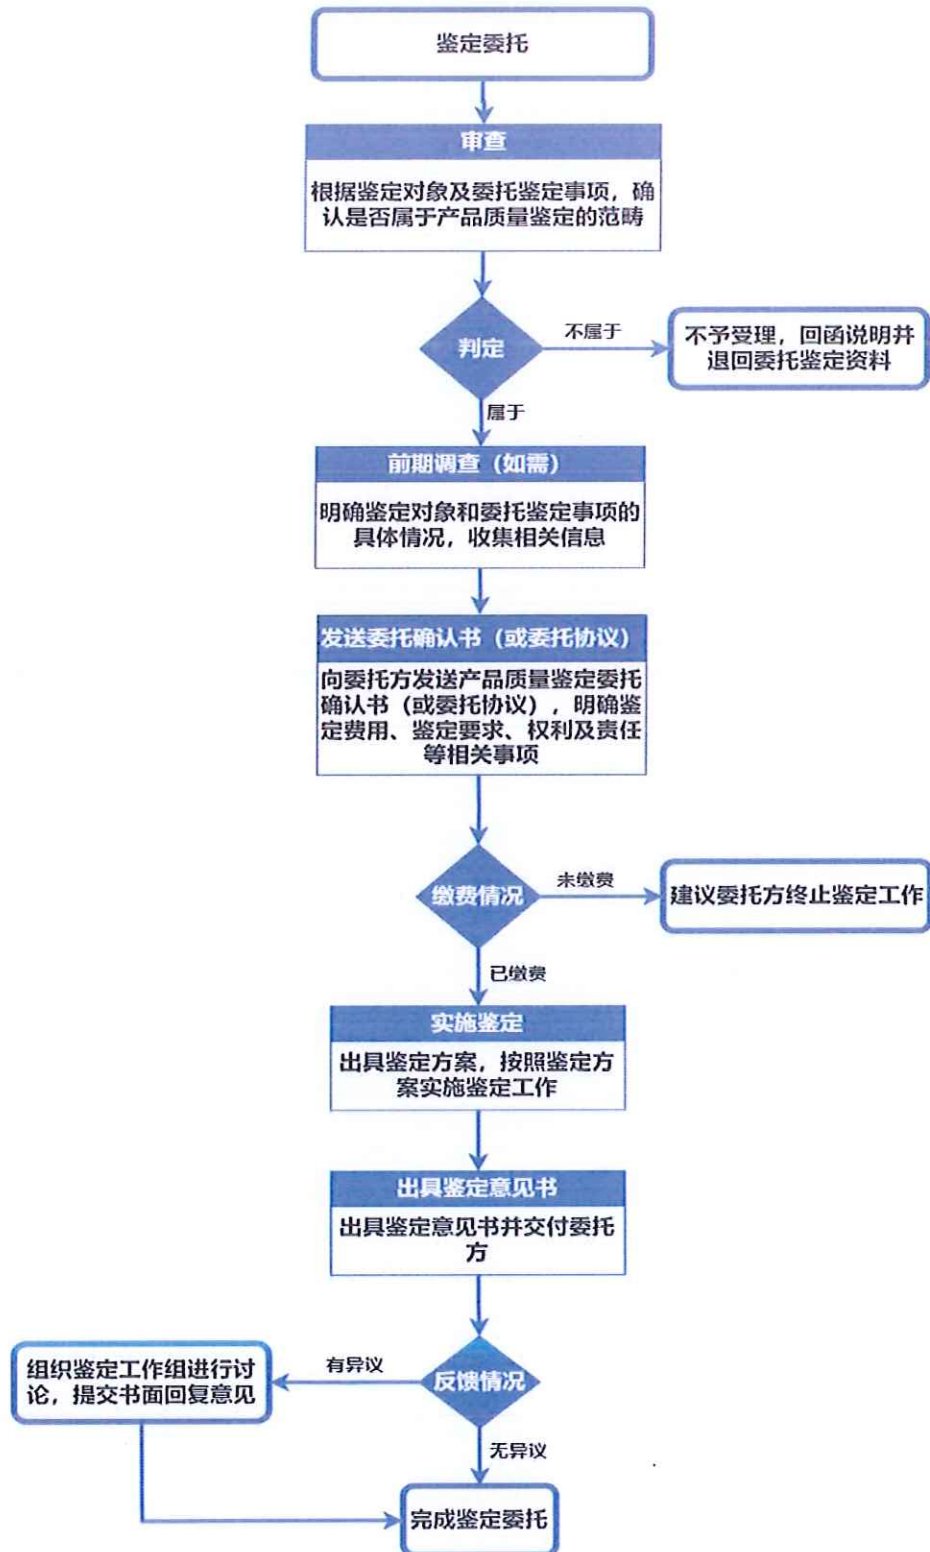 鉴定委托
审查
根据鉴定对象及委托鉴定事项，确
认是否属于产品质量鉴定的范畴
判定
不属于
不予受理，回函说明并
退回委托鉴定资料
属于
前期调查（如需）
明确鉴定对象和委托鉴定事项的
具体情况，收集相关信息
发送委托确认书（或委托协议）
向委托方发送产品质量鉴定委托
确认书（或委托协议），明确鉴
定费用、鉴定要求、权利及责任
等相关事项
缴费情况
未缴费
建议委托方终止鉴定工作
已缴费
实施鉴定
出具鉴定方案，按照鉴定方
案实施鉴定工作
出具鉴定意见书
出具鉴定意见书并交付委托
方
反馈情况
有异议
组织鉴定工作组进行讨
论，提交书面回复意见
无异议
完成鉴定委托